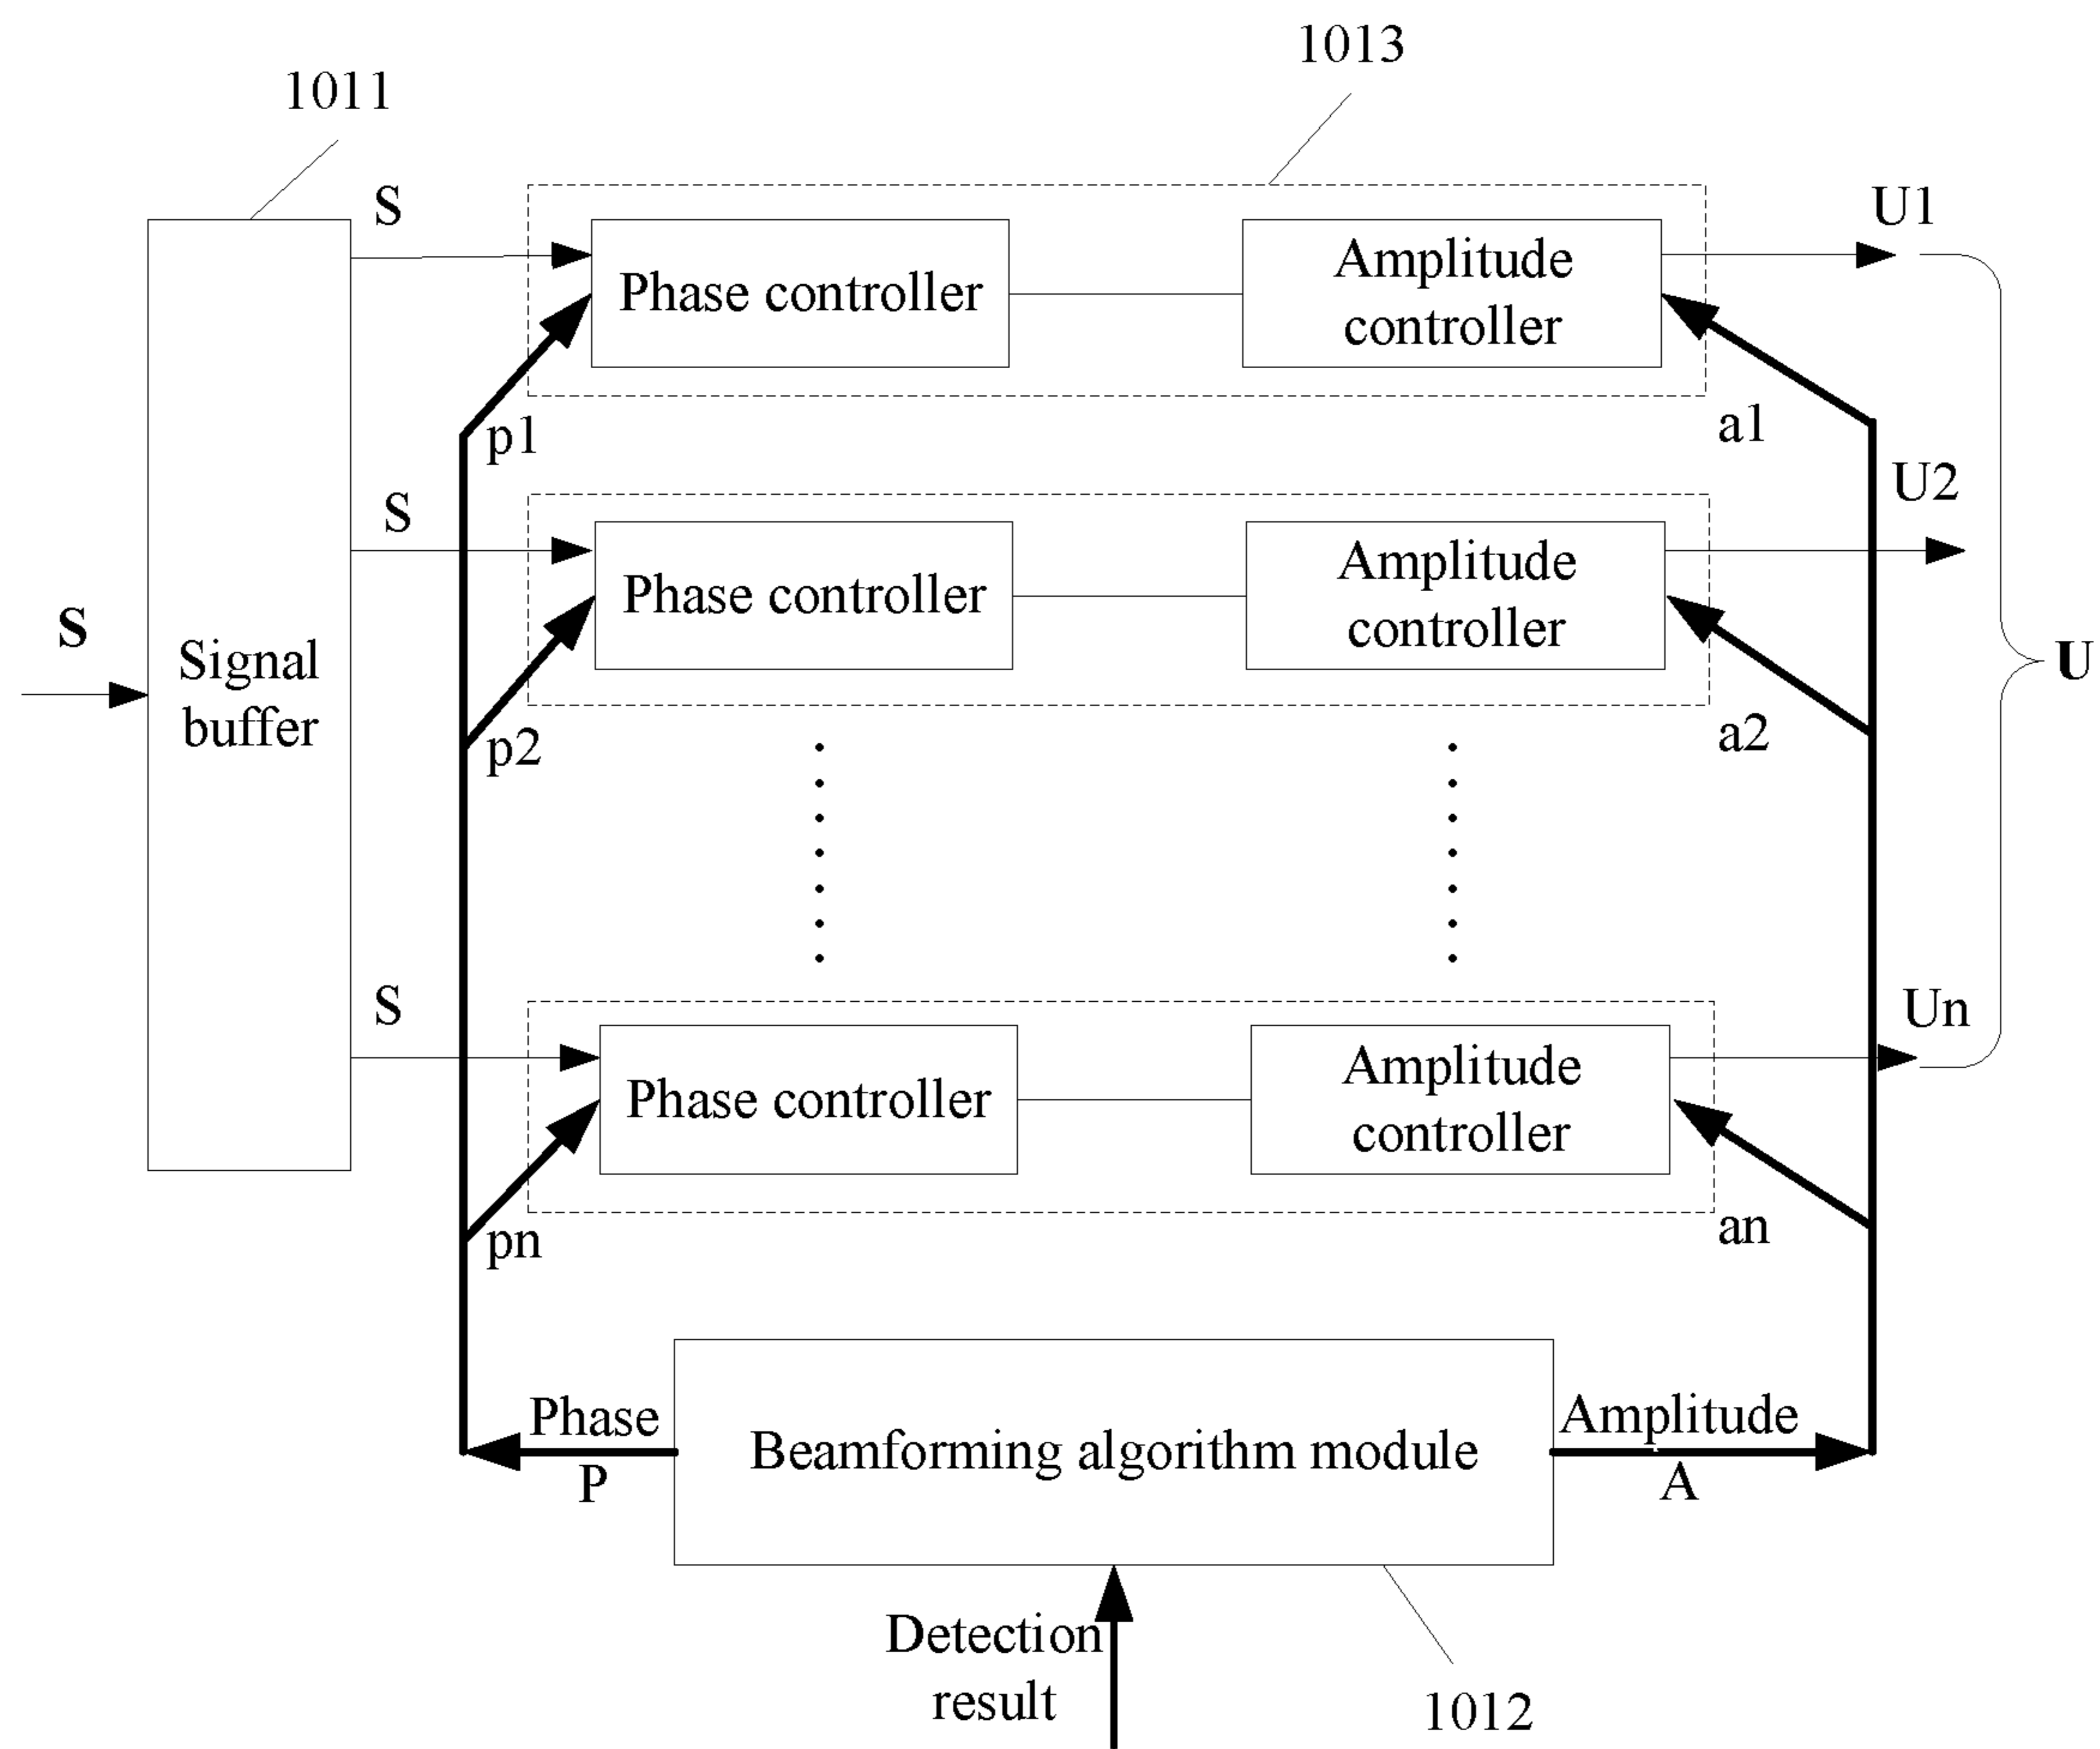 1013
1011
S
U1
Phase controller
Amplitude
controller
p1
a1
S
U2
Phase controller
Amplitude
controller
S
Signal
buffer
U
p2
a2
S
Un
Phase controller
Amplitude
controller
pn
an
Phase
P
Beamforming algorithm module
Amplitude
A
Detection
result
1012